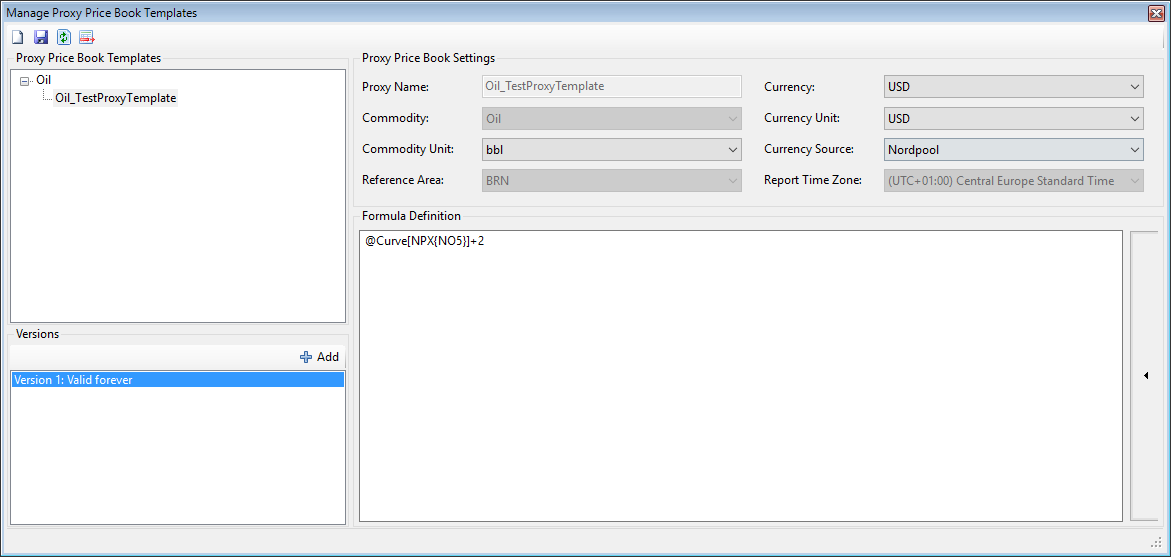 Manage Proxy Price Book Templates
Proxy Price Book Templates
Oil
Oil_TestProxyTemplate
Versions
Add
Version 1: Valid forever
Proxy Price Book Settings
Proxy Name: Oil_TestProxyTemplate Currency: USD
Commodity: Oil Currency Unit: USD
Commodity Unit: bbl Currency Source: Nordpool
Reference Area: BRN Report Time Zone: (UTC+01:00) Central Europe Standard Time
Formula Definition
@Curve[NPX{NO5}]+2